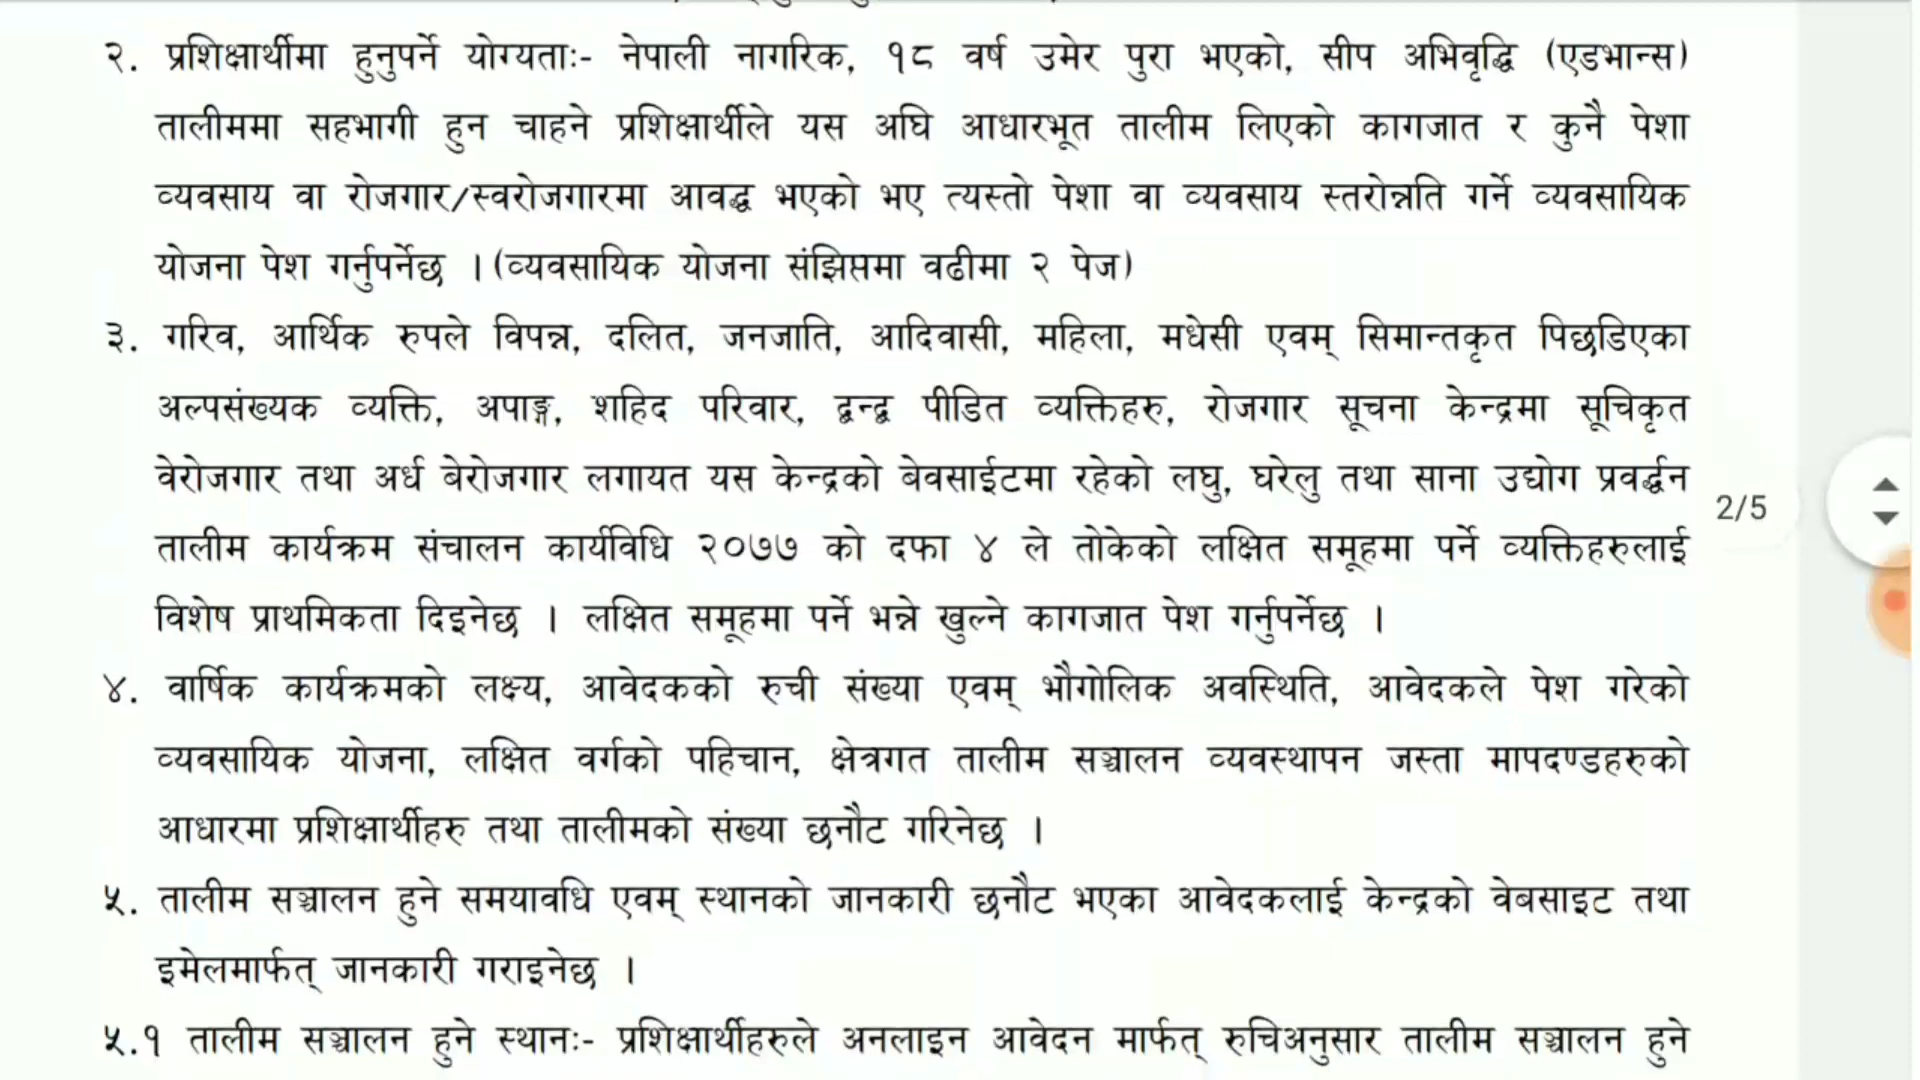 २. प्रशिक्षार्थीमा हुनुपर्ने योग्यताः- नेपाली नागरिक, १८ वर्ष उमेर पुरा भएको, सीप अभिवृद्धि (एडभान्स)
तालीममा सहभागी हुन चाहने प्रशिक्षार्थीले यस अघि आधारभूत तालीम लिएको कागजात र कुनै पेशा
व्यवसाय वा रोजगार/स्वरोजगारमा आवद्ध भएको भए त्यस्तो पेशा वा व्यवसाय स्तरोन्नति गर्ने व्यवसायिक
योजना पेश गर्नुपर्नेछ । (व्यवसायिक योजना संझिप्तमा वढीमा २ पेज)
३. गरिव, आर्थिक रुपले विपन्न, दलित, जनजाति, आदिवासी, महिला, मधेसी एवम् सिमान्तकृत पिछडिएका
अल्पसंख्यक व्यक्ति, अपाङ्ग, शहिद परिवार, द्वन्द्व पीडित व्यक्तिहरु, रोजगार सूचना केन्द्रमा सूचिकृत
वेरोजगार तथा अर्ध बेरोजगार लगायत यस केन्द्रको बेवसाईटमा रहेको लघु, घरेलु तथा साना उद्योग प्रवर्द्धन
2/5
तालीम कार्यक्रम संचालन कार्यविधि २०७७ को दफा ४ ले तोकेको लक्षित समूहमा पर्ने व्यक्तिहरुलाई
विशेष प्राथमिकता दिइनेछ । लक्षित समूहमा पर्ने भन्ने खुल्ने कागजात पेश गर्नुपर्नेछ ।
४. वार्षिक कार्यक्रमको लक्ष्य, आवेदकको रुची संख्या एवम् भौगोलिक अवस्थिति, आवेदकले पेश गरेको
व्यवसायिक योजना, लक्षित वर्गको पहिचान, क्षेत्रगत तालीम सञ्चालन व्यवस्थापन जस्ता मापदण्डहरुको
आधारमा प्रशिक्षार्थीहरु तथा तालीमको संख्या छनौट गरिनेछ ।
५. तालीम सञ्चालन हुने समयावधि एवम् स्थानको जानकारी छनौट भएका आवेदकलाई केन्द्रको वेबसाइट तथा
इमेलमार्फत् जानकारी गराइनेछ ।
५.१ तालीम सञ्चालन हुने स्थानः- प्रशिक्षार्थीहरुले अनलाइन आवेदन मार्फत् रुचिअनुसार तालीम सञ्चालन हुने